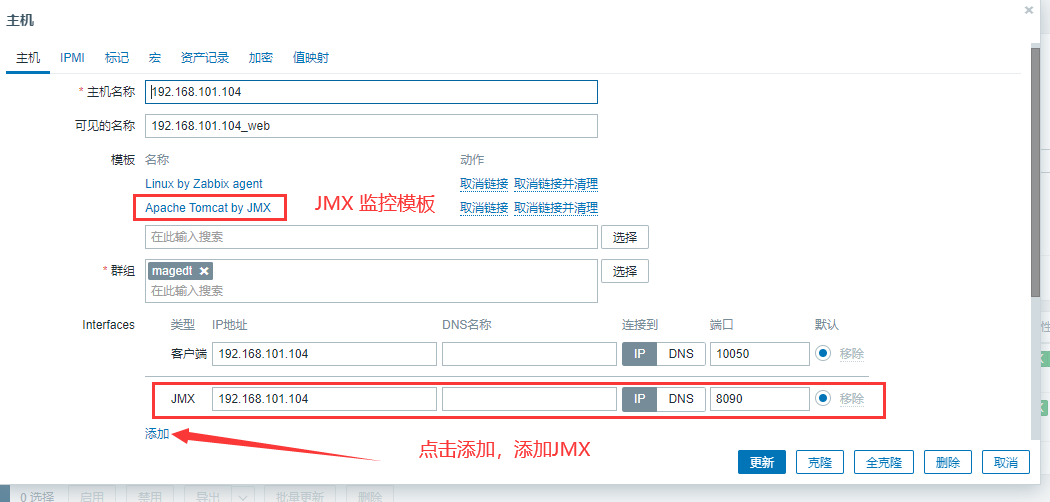 主机
主机 IPMI 标记 宏 资产记录 加密 值映射
* 主机名称 192.168.101.104
可见的名称 192.168.101.104_web
模板 名称 动作
Linux by Zabbix agent 取消链接 取消链接并清理
Apache Tomcat by JMX 取消链接 取消链接并清理
JMX 监控模板
在此输入搜索 选择
* 群组 magedt 选择
在此输入搜索
Interfaces 类型 IP地址 DNS名称 连接到 端口 默认
客户端 192.168.101.104 IP DNS 10050 移除
JMX 192.168.101.104 IP DNS 8090 移除
添加
点击添加，添加JMX
更新 克隆 全克隆 删除 取消
0 选择 启用 禁用 导出 批量更新 删除